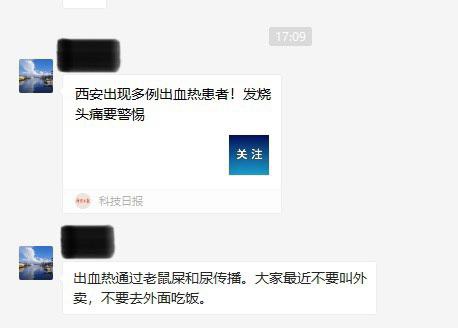 17:09
西安出现多例出血热患者！发烧
头痛要警惕
关注
科技日报
出血热通过老鼠屎和尿传播。大家最近不要叫外
卖，不要去外面吃饭。